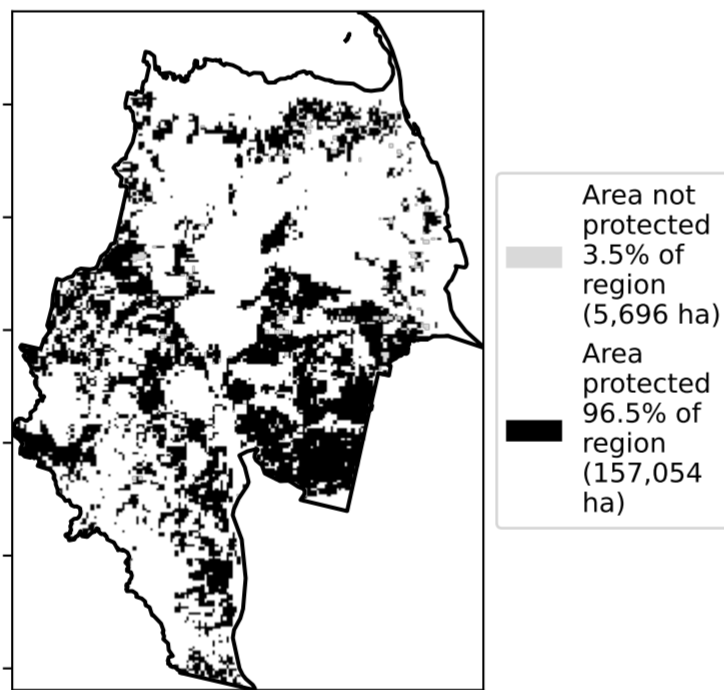 Area not
protected
3.5% of
region
(5,696 ha)
Area
protected
96.5% of
region
(157,054
ha)